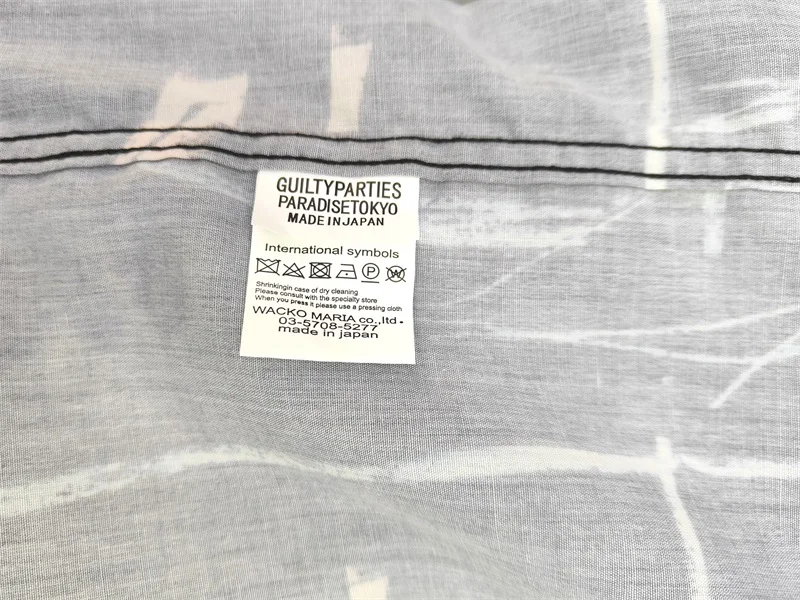 GUILTYPARTIES
PARADISETOKYO
MADE IN JAPAN
International symbols
P W
Shrinkingin case of dry cleaning
Please consult with the specialty store
When you press it please use a pressing cloth
WACKO MARIA co.,ltd.
03-5708-5277
made in japan